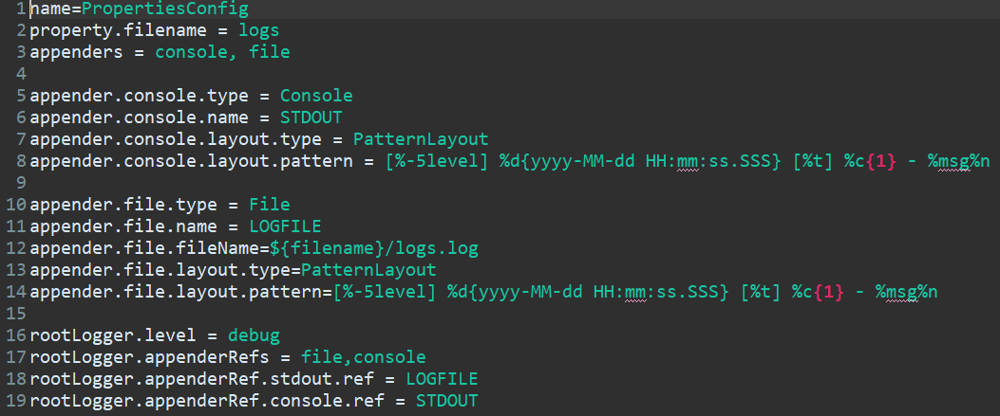 1 name=PropertiesConfig
2 property.filename = logs
3 appenders = console, file
4
5 appender.console.type = Console
6 appender.console.name = STDOUT
7 appender.console.layout.type = PatternLayout
8 appender.console.layout.pattern = [%-5level] %d{yyyy-MM-dd HH:mm:ss.SSS} [%t] %c{1} - %msg%n
9
10 appender.file.type = File
11 appender.file.name = LOGFILE
12 appender.file.fileName=${filename}/logs.log
13 appender.file.layout.type=PatternLayout
14 appender.file.layout.pattern=[%-5level] %d{yyyy-MM-dd HH:mm:ss.SSS} [%t] %c{1} - %msg%n
15
16 rootLogger.level = debug
17 rootLogger.appenderRefs = file,console
18 rootLogger.appenderRef.stdout.ref = LOGFILE
19 rootLogger.appenderRef.console.ref = STDOUT